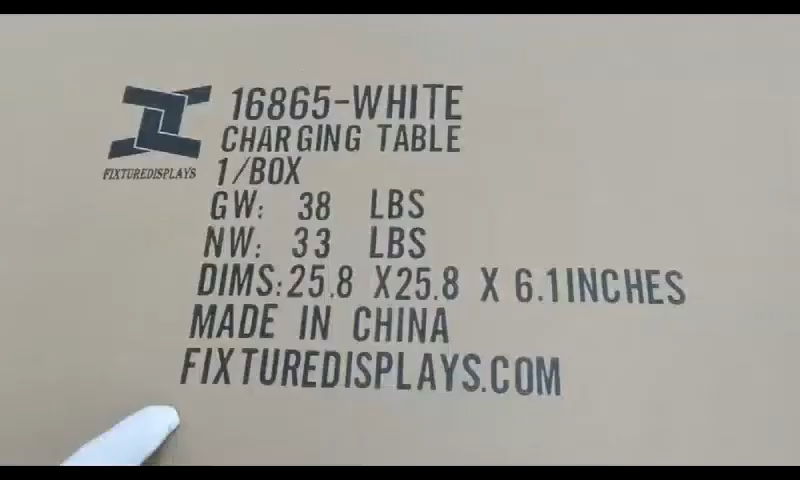 16865-WHITE
CHARGING TABLE
FIXTUREDISPLAYS
1/BOX
GW: 38 LBS
NW: 33 LBS
DIMS:25.8 X25.8 X 6.1INCHES
MADE IN CHINA
FIXTUREDISPLAYS.COM